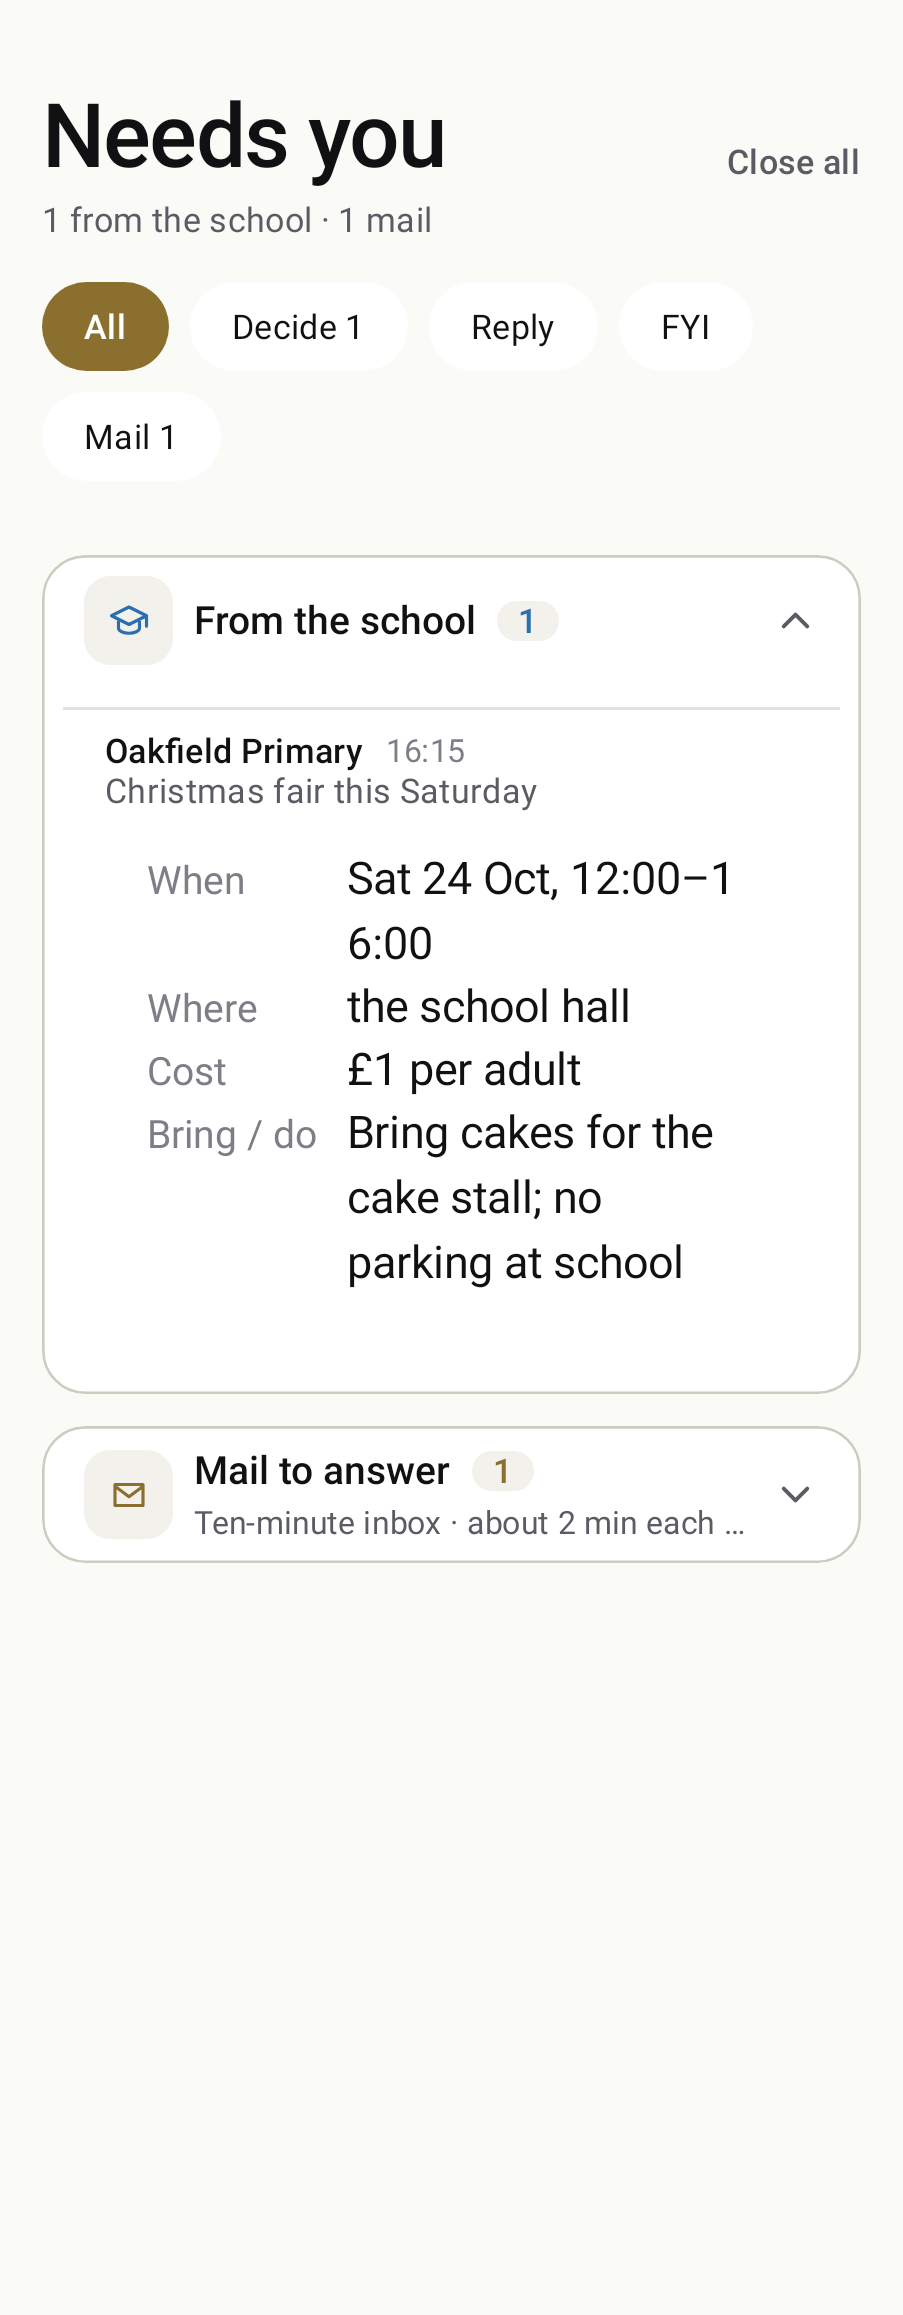 Needs you
Close all
1 from the school · 1 mail
All
Decide 1
Reply
FYI
Mail 1
From the school 1
Oakfield Primary 16:15
Christmas fair this Saturday
When Sat 24 Oct, 12:00–1
6:00
Where the school hall
Cost £1 per adult
Bring / do Bring cakes for the
cake stall; no
parking at school
Mail to answer 1
Ten-minute inbox · about 2 min each …